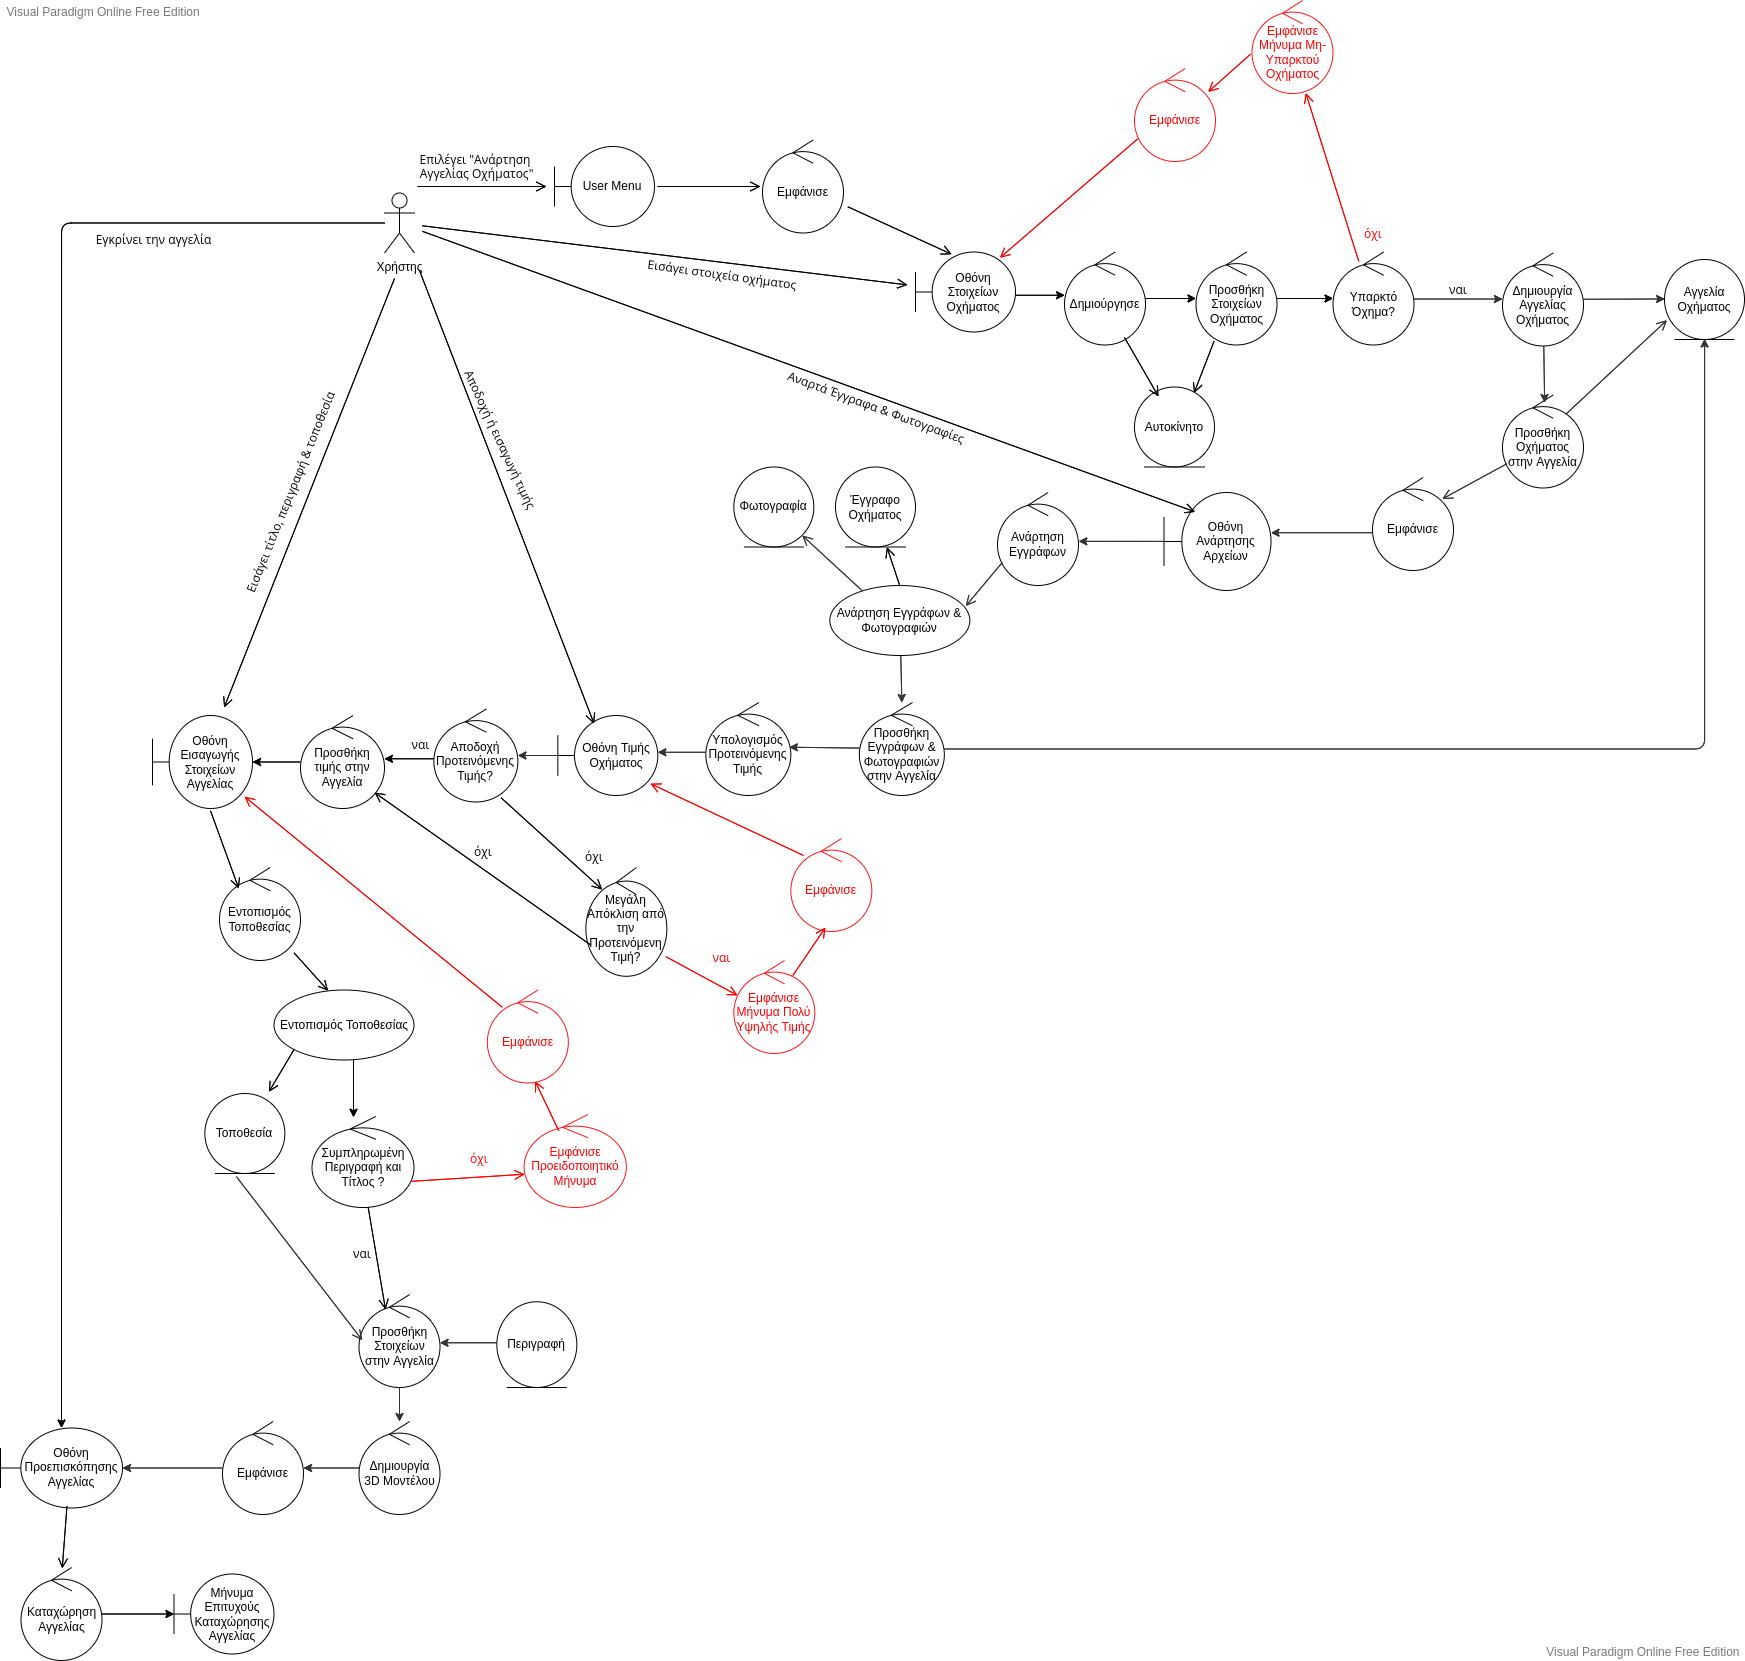 Visual Paradigm Online Free Edition
Εμφάνισε
Μήνυμα Μη-
Υπαρκτού
Οχήματος
Εμφάνισε
Επιλέγει "Ανάρτηση
Αγγελίας Οχήματος"
User Menu
Εμφάνισε
Εγκρίνει την αγγελία
Χρήστης
Εισάγει στοιχεία οχήματος
όχι
Οθόνη
Στοιχείων
Οχήματος
Δημιούργησε
Προσθήκη
Στοιχείων
Οχήματος
Υπαρκτό
Όχημα?
ναι
Δημιουργία
Αγγελίας
Οχήματος
Αγγελία
Οχήματος
Αναρτά Έγγραφα & Φωτογραφίες
Αποδοχή ή εισαγωγή τιμής
Εισάγει τίτλο, περιγραφή & τοποθεσία
Αυτοκίνητο
Προσθήκη
Οχήματος
στην Αγγελία
Φωτογραφία
Έγγραφο
Οχήματος
Ανάρτηση
Εγγράφων
Οθόνη
Ανάρτησης
Αρχείων
Εμφάνισε
Ανάρτηση Εγγράφων &
Φωτογραφιών
Οθόνη
Εισαγωγής
Στοιχείων
Αγγελίας
Προσθήκη
τιμής στην
Αγγελία
ναι
Αποδοχή
Προτεινόμενης
Τιμής?
Οθόνη Τιμής
Οχήματος
Υπολογισμός
Προτεινόμενης
Τιμής
Προσθήκη
Εγγράφων &
Φωτογραφιών
στην Αγγελία
όχι
όχι
Εμφάνισε
Μεγάλη
Απόκλιση από
την
Προτεινόμενη
Τιμή?
Εντοπισμός
Τοποθεσίας
ναι
Εμφάνισε
Μήνυμα Πολύ
Υψηλής Τιμής
Εντοπισμός Τοποθεσίας
Εμφάνισε
Τοποθεσία
Συμπληρωμένη
Περιγραφή και
Τίτλος ?
όχι
Εμφάνισε
Προειδοποιητικό
Μήνυμα
ναι
Προσθήκη
Στοιχείων
στην Αγγελία
Περιγραφή
Οθόνη
Προεπισκόπησης
Αγγελίας
Εμφάνισε
Δημιουργία
3D Μοντέλου
Καταχώρηση
Αγγελίας
Μήνυμα
Επιτυχούς
Καταχώρησης
Αγγελίας
Visual Paradigm Online Free Edition